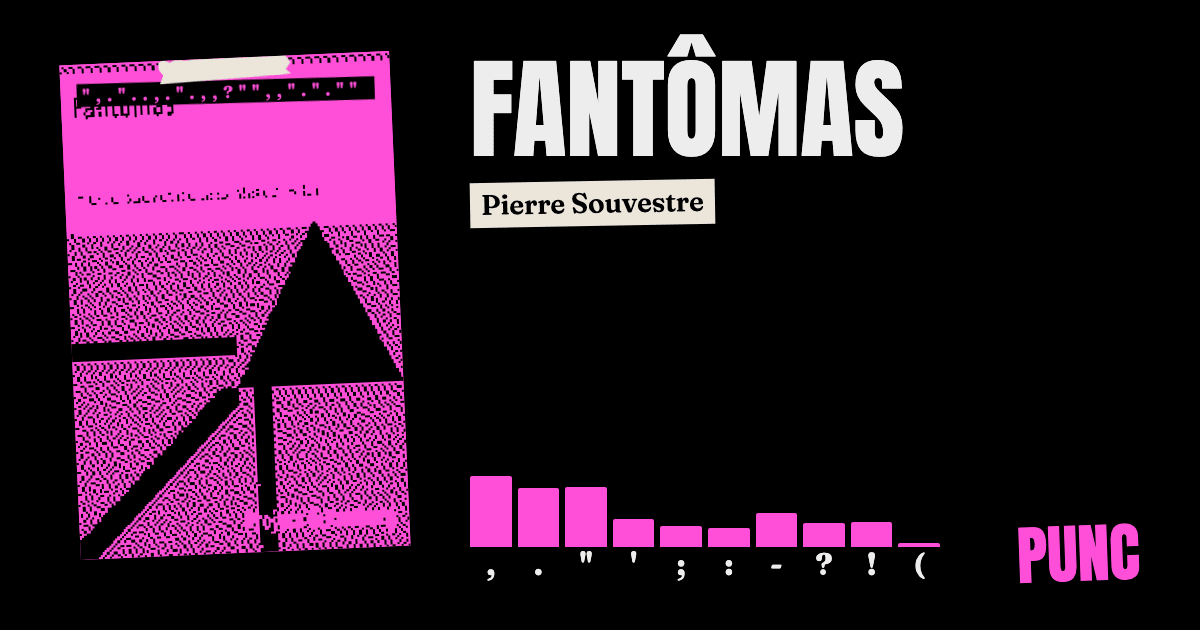 ",."..,.".,,?"",,".".""
FANTÔMAS
Pierre Souvestre
, . " ' ; : - ? ! (
PUNC